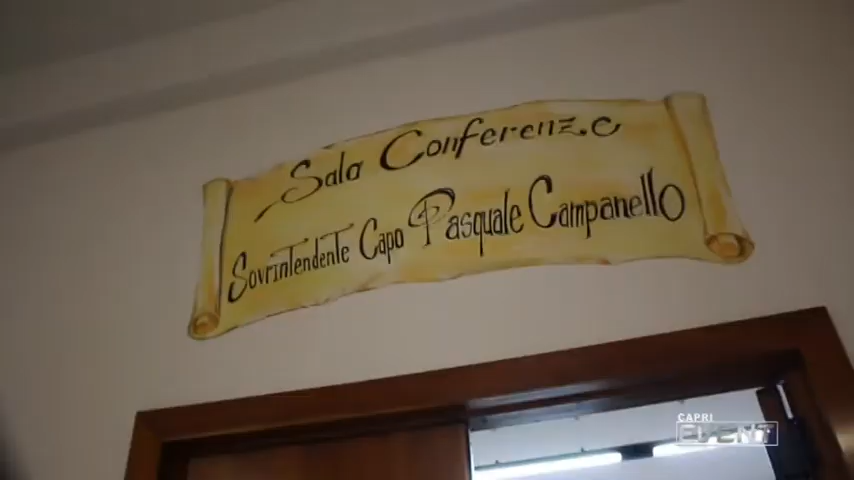 Sala Conferenze
Sovrintendente Capo Pasquale Campanello
CAPRI
EVENT